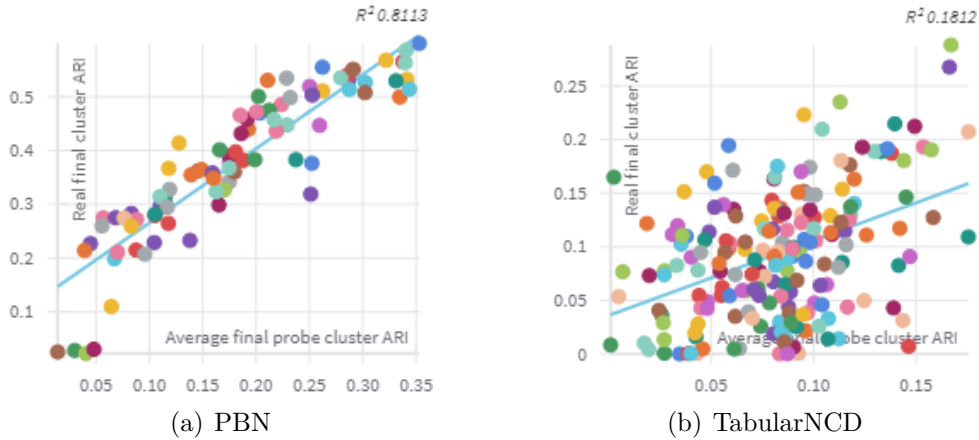 R² 0.8113
Real final cluster ARI
0.5
0.4
0.3
0.2
0.1
Average final probe cluster ARI
0.05 0.10 0.15 0.20 0.25 0.30 0.35
(a) PBN
R² 0.1812
Real final cluster ARI
0.25
0.2
0.15
0.1
0.05
0
Average final probe cluster ARI
0.05 0.10 0.15
(b) TabularNCD